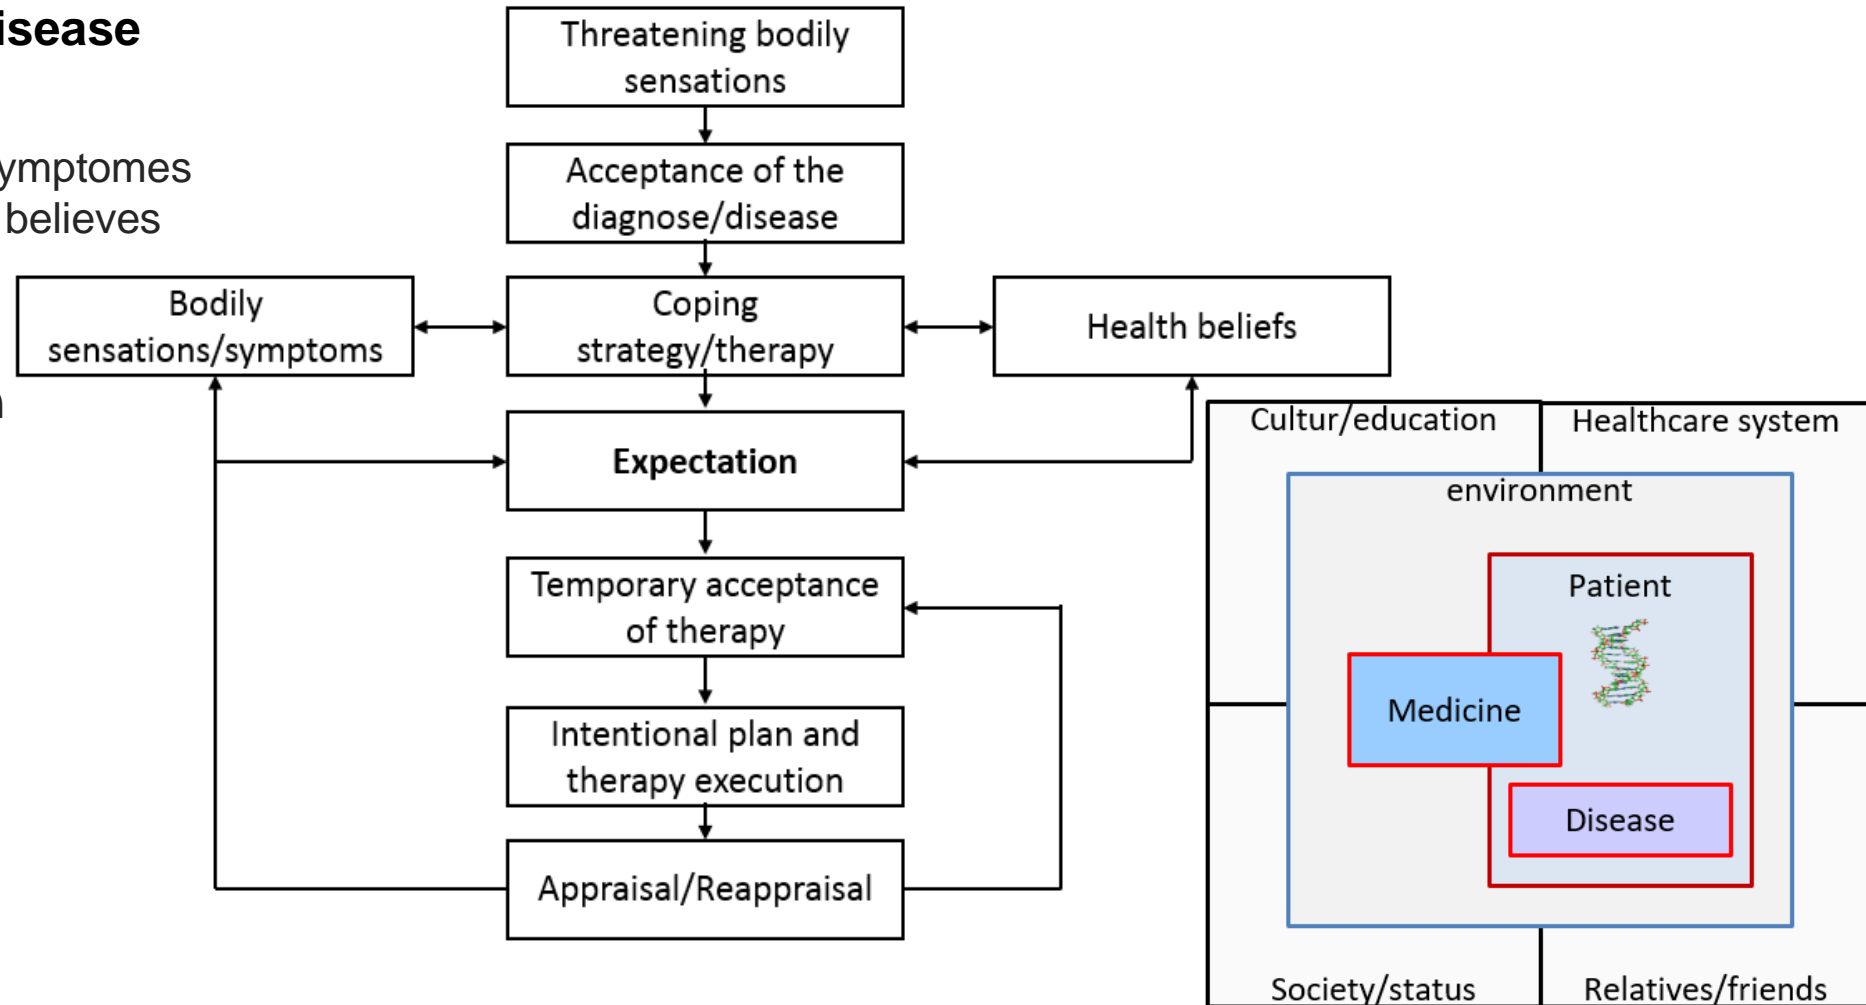 isease
ymptomes
believes
n
Threatening bodily
sensations
Acceptance of the
diagnose/disease
Bodily
sensations/symptoms
Coping
strategy/therapy
Health beliefs
Expectation
Temporary acceptance
of therapy
Intentional plan and
therapy execution
Appraisal/Reappraisal
Cultur/education
Healthcare system
environment
Patient
Medicine
Disease
Society/status
Relatives/friends